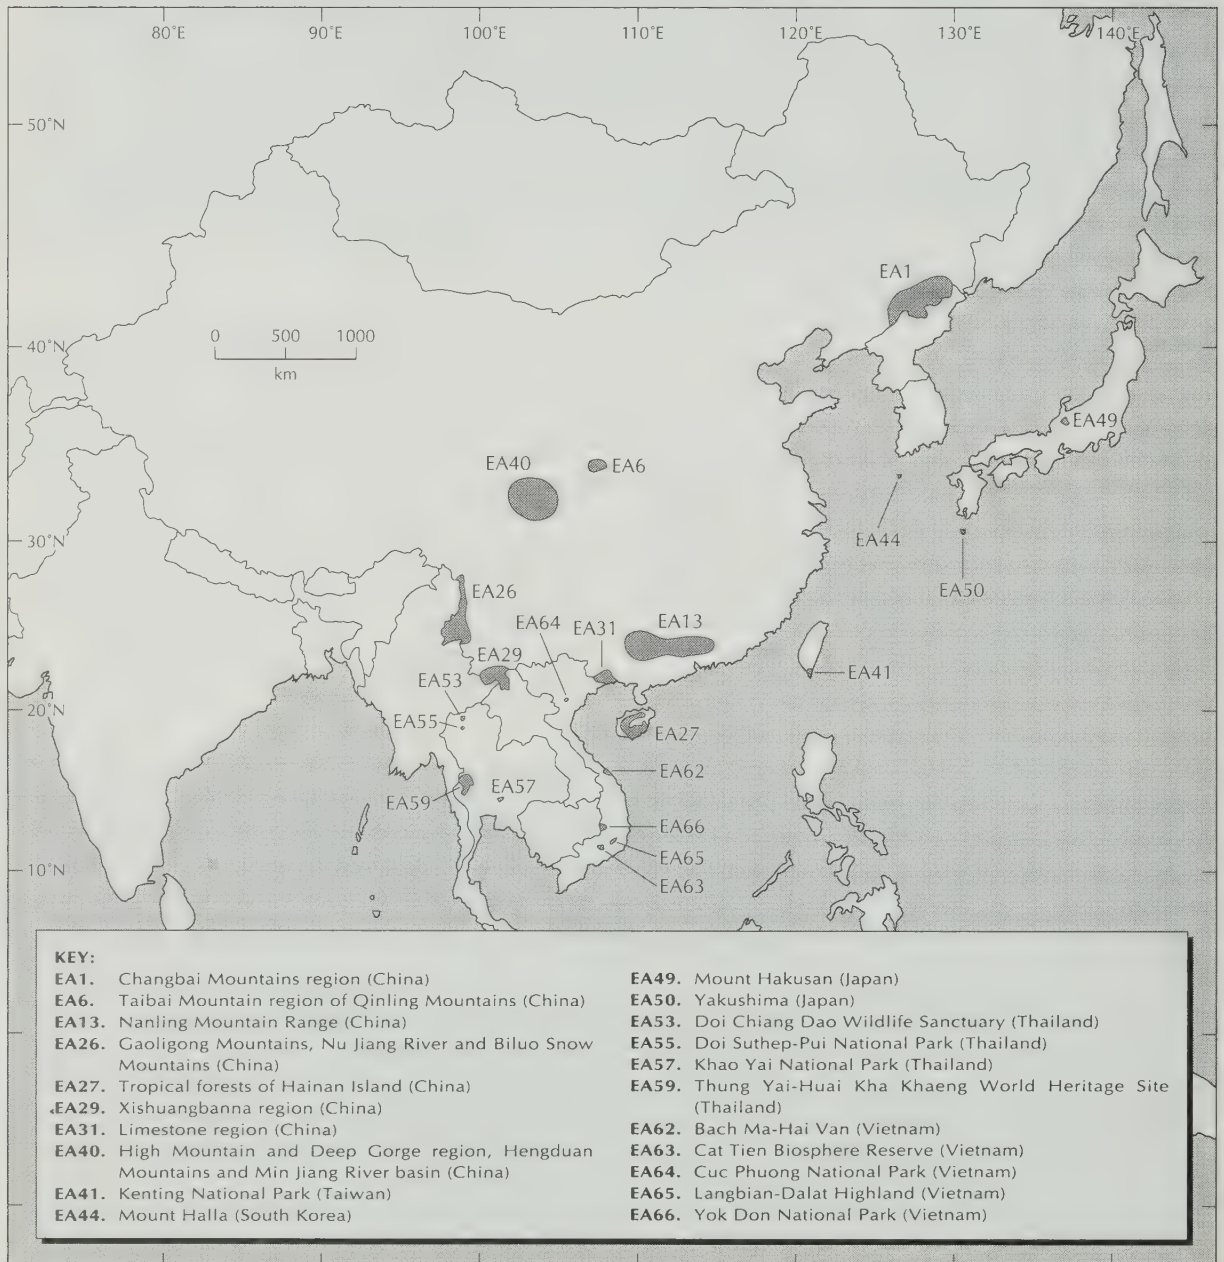 80°E 90°E 100°E 110°E 120°E 130°E 140°E
50°N
EA1
0 500 1000
40°N
km
EA49
EA40 EA6
EA44
30°N
EA50
EA26
EA64 EA31 EA13
EA29
EA41
EA53
20°N
EA55
EA27
EA62
EA57
EA59
EA66
EA65
10°N
EA63
KEY:
EA1. Changbai Mountains region (China)
EA6. Taibai Mountain region of Qinling Mountains (China)
EA13. Nanling Mountain Range (China)
EA26. Gaoligong Mountains, Nu Jiang River and Biluo Snow
Mountains (China)
EA27. Tropical forests of Hainan Island (China)
EA29. Xishuangbanna region (China)
EA31. Limestone region (China)
EA40. High Mountain and Deep Gorge region, Hengduan
Mountains and Min Jiang River basin (China)
EA41. Kenting National Park (Taiwan)
EA44. Mount Halla (South Korea)
EA49. Mount Hakusan (Japan)
EA50. Yakushima (Japan)
EA53. Doi Chiang Dao Wildlife Sanctuary (Thailand)
EA55. Doi Suthep-Pui National Park (Thailand)
EA57. Khao Yai National Park (Thailand)
EA59. Thung Yai-Huai Kha Khaeng World Heritage Site
(Thailand)
EA62. Bach Ma-Hai Van (Vietnam)
EA63. Cat Tien Biosphere Reserve (Vietnam)
EA64. Cuc Phuong National Park (Vietnam)
EA65. Langbian-Dalat Highland (Vietnam)
EA66. Yok Don National Park (Vietnam)